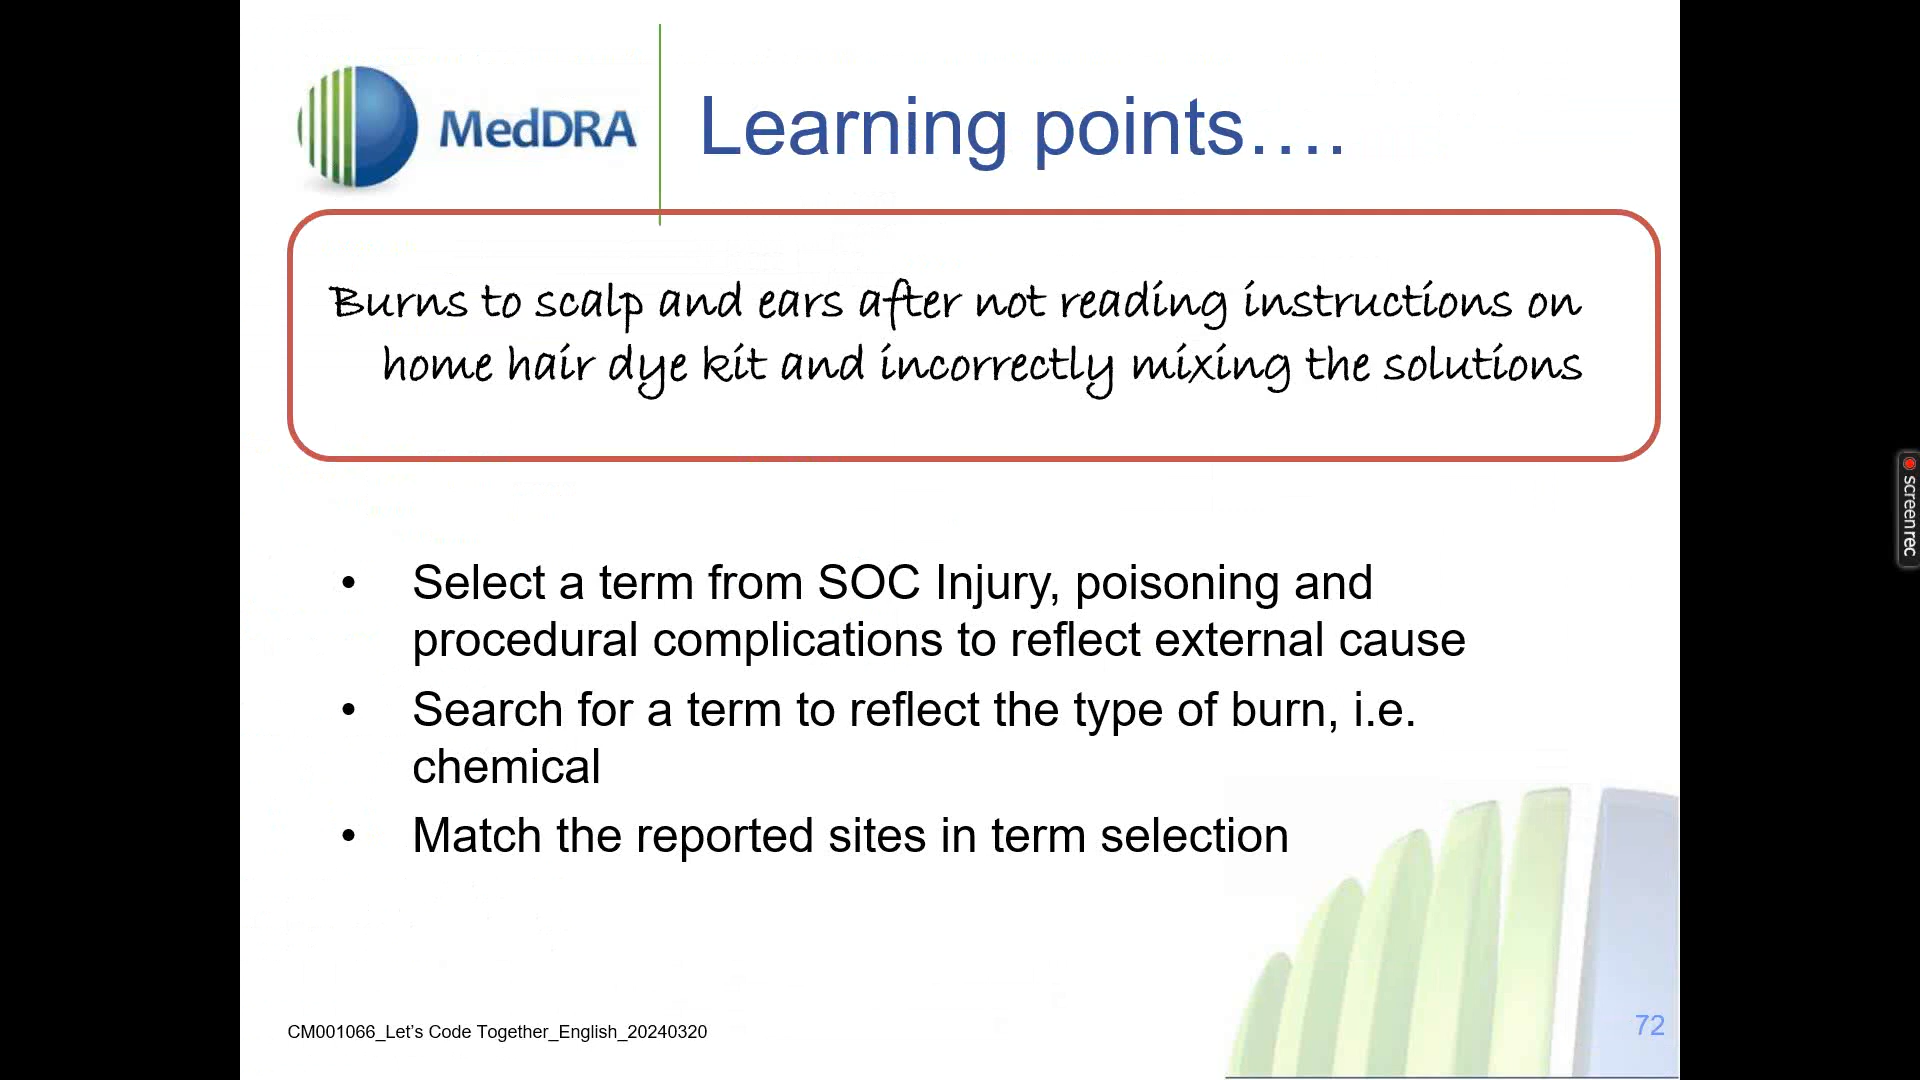 MedDRA
Learning points….
Burns to scalp and ears after not reading instructions on
home hair dye kit and incorrectly mixing the solutions
• Select a term from SOC Injury, poisoning and
procedural complications to reflect external cause
• Search for a term to reflect the type of burn, i.e.
chemical
• Match the reported sites in term selection
CM001066_Let’s Code Together_English_20240320
72
screenrec